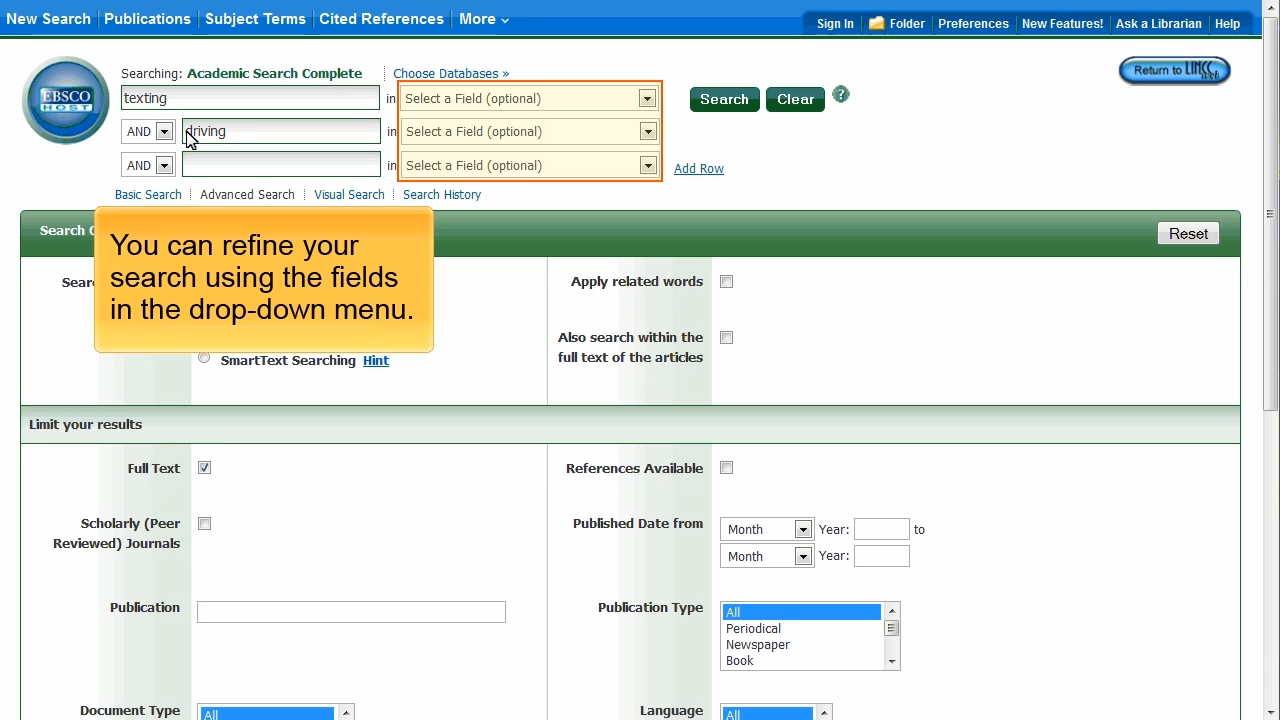 New Search Publications Subject Terms Cited References More
Sign In Folder Preferences New Features! Ask a Librarian Help
Searching: Academic Search Complete Choose Databases »
EBSCO
HOST
texting in Select a Field (optional) Search Clear ?
Return to LINCC Web
AND driving in Select a Field (optional)
AND in Select a Field (optional) Add Row
Basic Search Advanced Search Visual Search Search History
Search Reset
You can refine your
search using the fields
in the drop-down menu.
Apply related words
Also search within the
full text of the articles
SmartText Searching Hint
Limit your results
Full Text References Available
Scholarly (Peer
Reviewed) Journals
Published Date from Month Year: to
Month Year:
Publication Publication Type All
Periodical
Newspaper
Book
Document Type All Language All